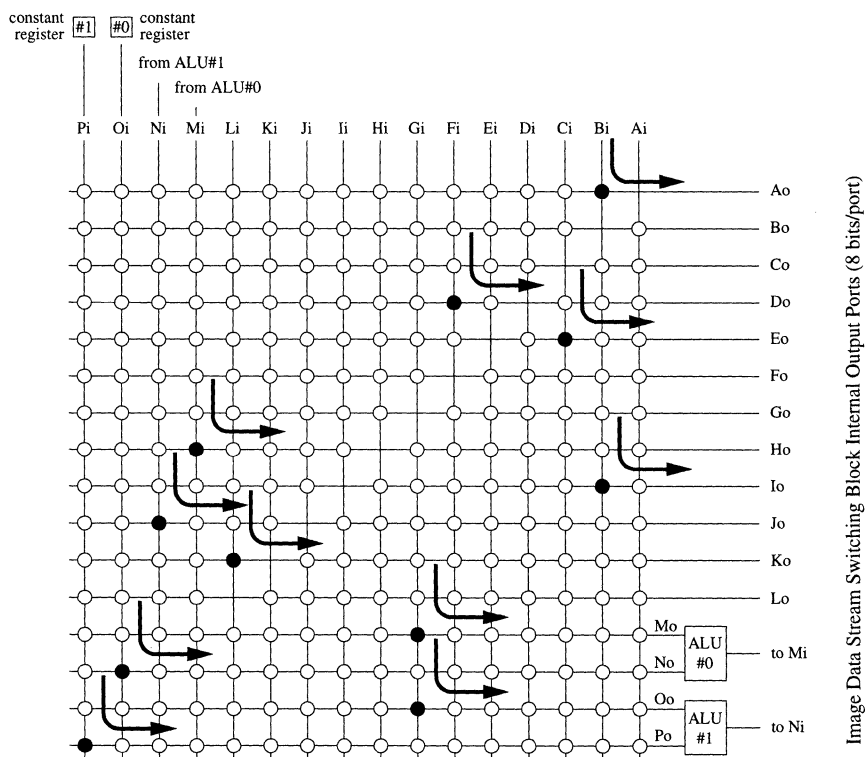 constant register #1 #0 constant register
from ALU#1
from ALU#0
Pi Oi Ni Mi Li Ki Ji Ii Hi Gi Fi Ei Di Ci Bi Ai
Ao
Bo
Co
Do
Eo
Fo
Go
Ho
Io
Jo
Ko
Lo
Mo
No
ALU #0
to Mi
Oo
Po
ALU #1
to Ni
Image Data Stream Switching Block Internal Output Ports (8 bits/port)